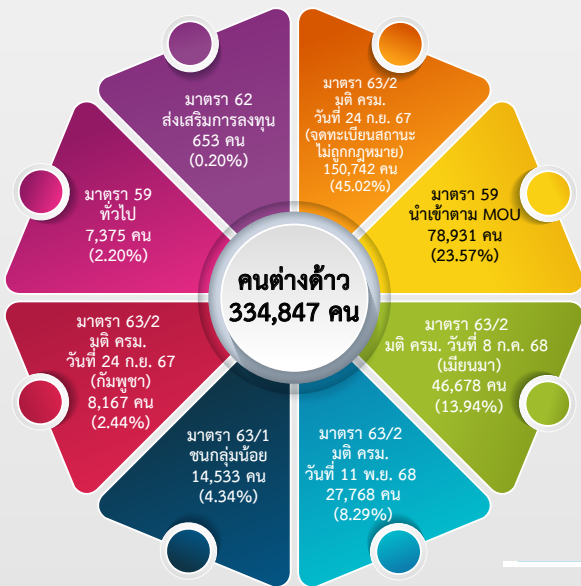 คนต่างด้าว
334,847 คน
มาตรา 63/2
มติ ครม.
วันที่ 24 ก.ย. 67
(จดทะเบียนสถานะ
ไม่ถูกกฎหมาย)
150,742 คน
(45.02%)
มาตรา 59
นำเข้าตาม MOU
78,931 คน
(23.57%)
มาตรา 63/2
มติ ครม. วันที่ 8 ก.ค. 68
(เมียนมา)
46,678 คน
(13.94%)
มาตรา 63/2
มติ ครม.
วันที่ 11 พ.ย. 68
27,768 คน
(8.29%)
มาตรา 63/1
ชนกลุ่มน้อย
14,533 คน
(4.34%)
มาตรา 63/2
มติ ครม.
วันที่ 24 ก.ย. 67
(กัมพูชา)
8,167 คน
(2.44%)
มาตรา 59
ทั่วไป
7,375 คน
(2.20%)
มาตรา 62
ส่งเสริมการลงทุน
653 คน
(0.20%)